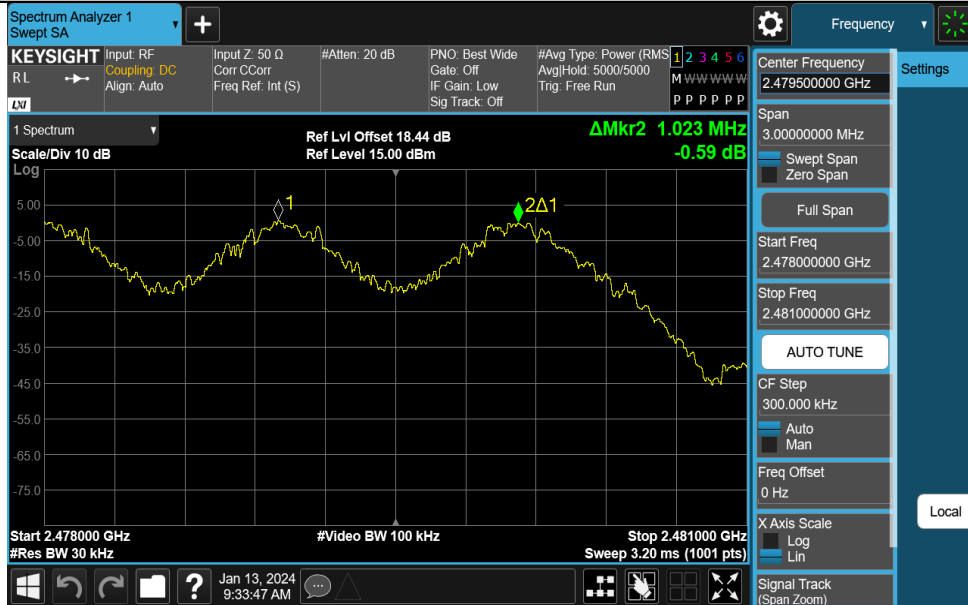 Spectrum Analyzer 1
Swept SA
+
Frequency
KEYSIGHT
R L
LXI
Input: RF
Coupling: DC
Align: Auto
Input Z: 50 Ω
Corr CCorr
Freq Ref: Int (S)
#Atten: 20 dB
PNO: Best Wide
Gate: Off
IF Gain: Low
Sig Track: Off
#Avg Type: Power (RMS
Avg|Hold: 5000/5000
Trig: Free Run
1 2 3 4 5 6
M W W W W W
P P P P P P
1 Spectrum
Scale/Div 10 dB
Log
Ref Lvl Offset 18.44 dB
Ref Level 15.00 dBm
ΔMkr2 1.023 MHz
-0.59 dB
1
2Δ1
5.00
-5.00
-15.0
-25.0
-35.0
-45.0
-55.0
-65.0
-75.0
Start 2.478000 GHz
#Res BW 30 kHz
#Video BW 100 kHz
Stop 2.481000 GHz
Sweep 3.20 ms (1001 pts)
Center Frequency
2.479500000 GHz
Settings
Span
3.00000000 MHz
Swept Span
Zero Span
Full Span
Start Freq
2.478000000 GHz
Stop Freq
2.481000000 GHz
AUTO TUNE
CF Step
300.000 kHz
Auto
Man
Freq Offset
0 Hz
Local
X Axis Scale
Log
Lin
Signal Track
(Span Zoom)
?
Jan 13, 2024
9:33:47 AM